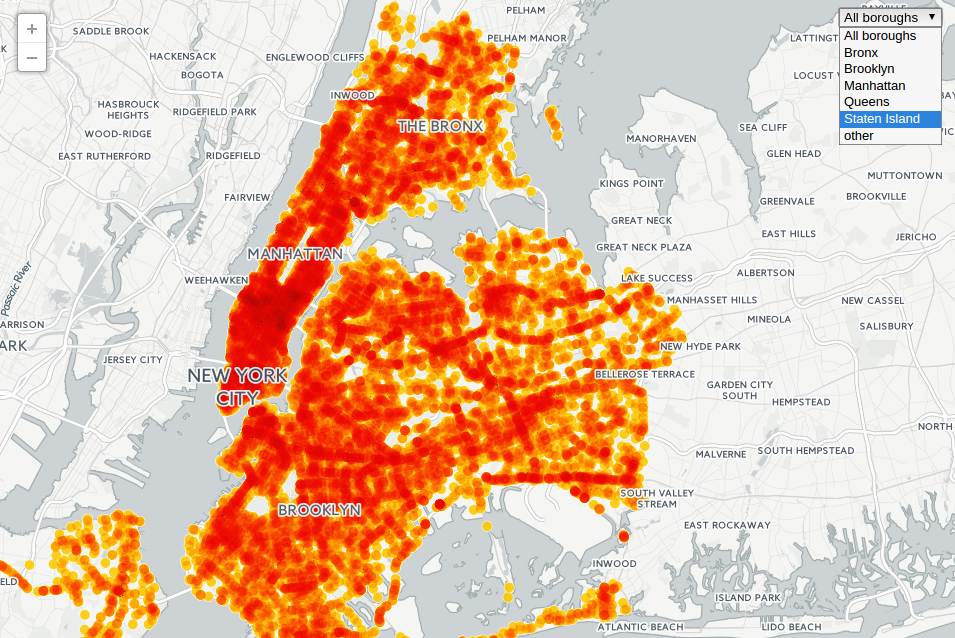 PELHAM
SADDLE BROOK
PELHAM MANOR
HACKENSACK
ENGLEWOOD CLIFFS
BOGOTA
INWOOD
HASBROUCK
HEIGHTS
RIDGEFIELD PARK
THE BRONX
WOOD-RIDGE
EAST RUTHERFORD
RIDGEFIELD
FAIRVIEW
MANHATTAN
WEEHAWKEN
Passaic River
ARRISON
ARK
JERSEY CITY
NEW YORK
CITY
BROOKLYN
ELD
+
−
All boroughs ▼
All boroughs
Bronx
Brooklyn
Manhattan
Queens
Staten Island
other
LATTINGT
LOCUST
SEA CLIFF
MANORHAVEN
GLEN HEAD
MUTTONTOWN
KINGS POINT
BROOKVILLE
GREENVALE
GREAT NECK
EAST HILLS
JERICHO
GREAT NECK PLAZA
ALBERTSON
LAKE SUCCESS
MANHASSET HILLS
NEW CASSEL
MINEOLA
SALISBURY
NEW HYDE PARK
BELLEROSE TERRACE
GARDEN CITY
SOUTH
HEMPSTEAD
NORTH
MALVERNE
SOUTH HEMPSTEAD
SOUTH VALLEY
STREAM
EAST ROCKAWAY
INWOOD
ISLAND PARK
ATLANTIC BEACH
LIDO BEACH